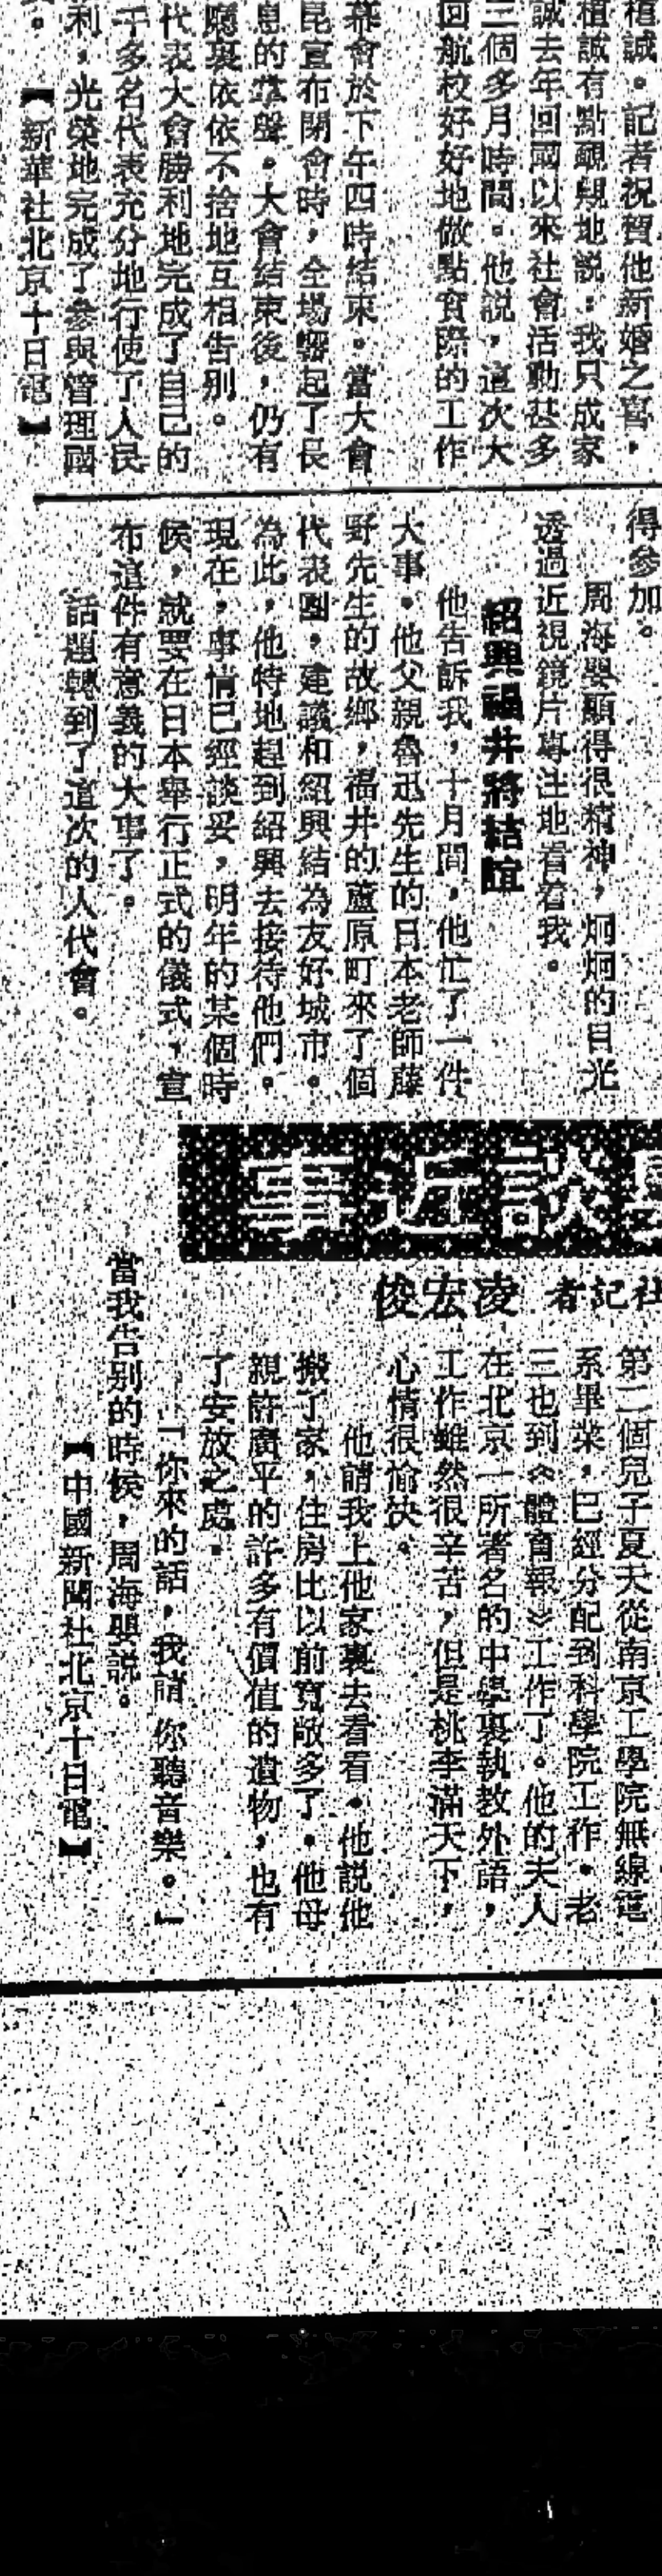 禧誠。記者祝賀他新婚之喜，
植誠有點靦腆地説：我只成家
誠去年回國以來社會活動甚多
三個多月時間。他説，這次大
回航校好好地做點實際的工作
幕會於下午四時結束。當大會
昆宣布閉會時，全場響起了長
息的掌聲。大會結束後，仍有
廳裏依依不捨地互相告別。
代表大會勝利地完成了自己的
千多名代表充分地行使了人民
利，光榮地完成了參與管理國
。
【新華社北京十日電】
得參加。
周海嬰顯得很精神，炯炯的目光
透過近視鏡片專注地看着我。
紹興福井將結誼
他告訴我，十月間，他忙了一件
大事。他父親魯迅先生的日本老師藤
野先生的故鄉，福井的蘆原町來了個
代表團，建議和紹興結為友好城市。
為此，他特地趕到紹興去接待他們。
現在，事情已經談妥，明年的某個時
候，就要在日本舉行正式的儀式，宣
布這件有意義的大事了。
話題轉到了這次的人代會。
談近事
社記者 凌宏俊
第二個兒子夏天從南京工學院無線電
系畢業，已經分配到科學院工作。老
三也到《體育報》工作了。他的夫人
在北京一所著名的中學裏執教外語，
工作雖然很辛苦，但是桃李滿天下，
心情很愉快。
他請我上他家裏去看看。他説他
搬了家，住房比以前寬敞多了。他母
親許廣平的許多有價值的遺物，也有
了安放之處。
「你來的話，我請你聽音樂。」
當我告別的時候，周海嬰説。
【中國新聞社北京十日電】